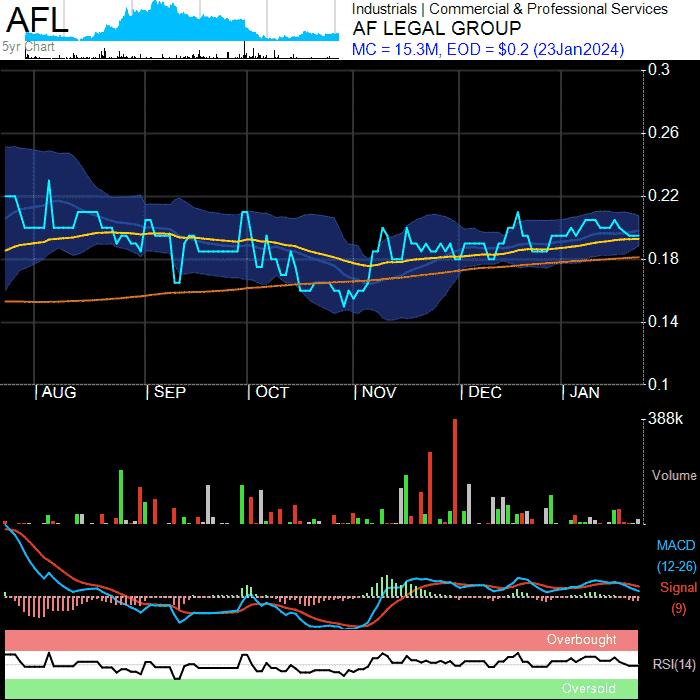 AFL
5yr Chart
Industrials | Commercial & Professional Services
AF LEGAL GROUP
MC = 15.3M, EOD = $0.2 (23Jan2024)
0.3
0.26
0.22
0.18
0.14
0.1
| AUG | SEP | OCT | NOV | DEC | JAN
388k
Volume
MACD
(12-26)
Signal
(9)
Overbought
RSI(14)
Oversold